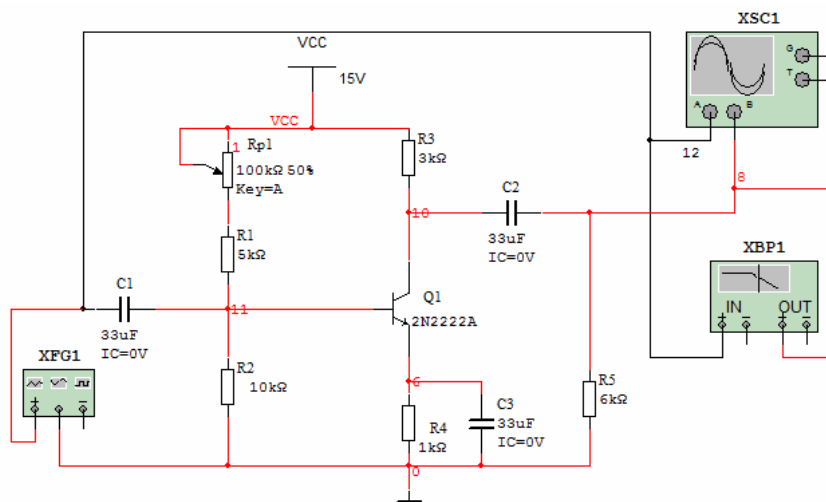 XSC1
VCC
15V
G
T
A
B
VCC
R3
3kΩ
1
Rp1
100kΩ 50%
Key=A
12
8
C2
10
33uF
IC=0V
R1
5kΩ
XBP1
C1
11
Q1
2N2222A
IN
OUT
33uF
IC=0V
XFG1
R2
10kΩ
6
R5
6kΩ
C3
33uF
IC=0V
R4
1kΩ
0